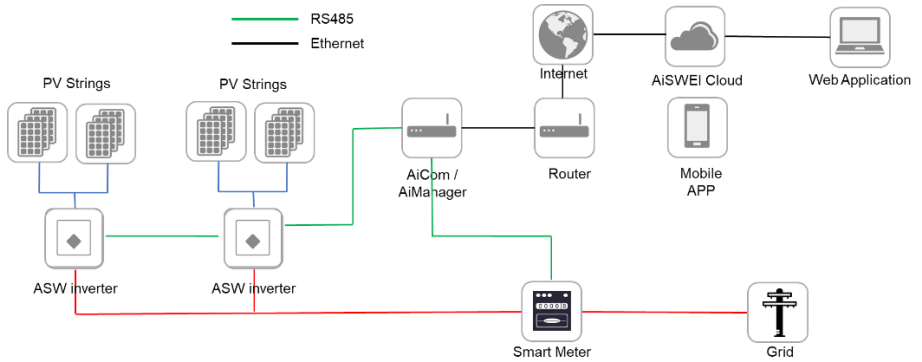 RS485
Ethernet
PV Strings
PV Strings
Internet
AiSWEI Cloud
Web Application
AiCom /
AiManager
Router
Mobile
APP
ASW inverter
ASW inverter
Smart Meter
Grid